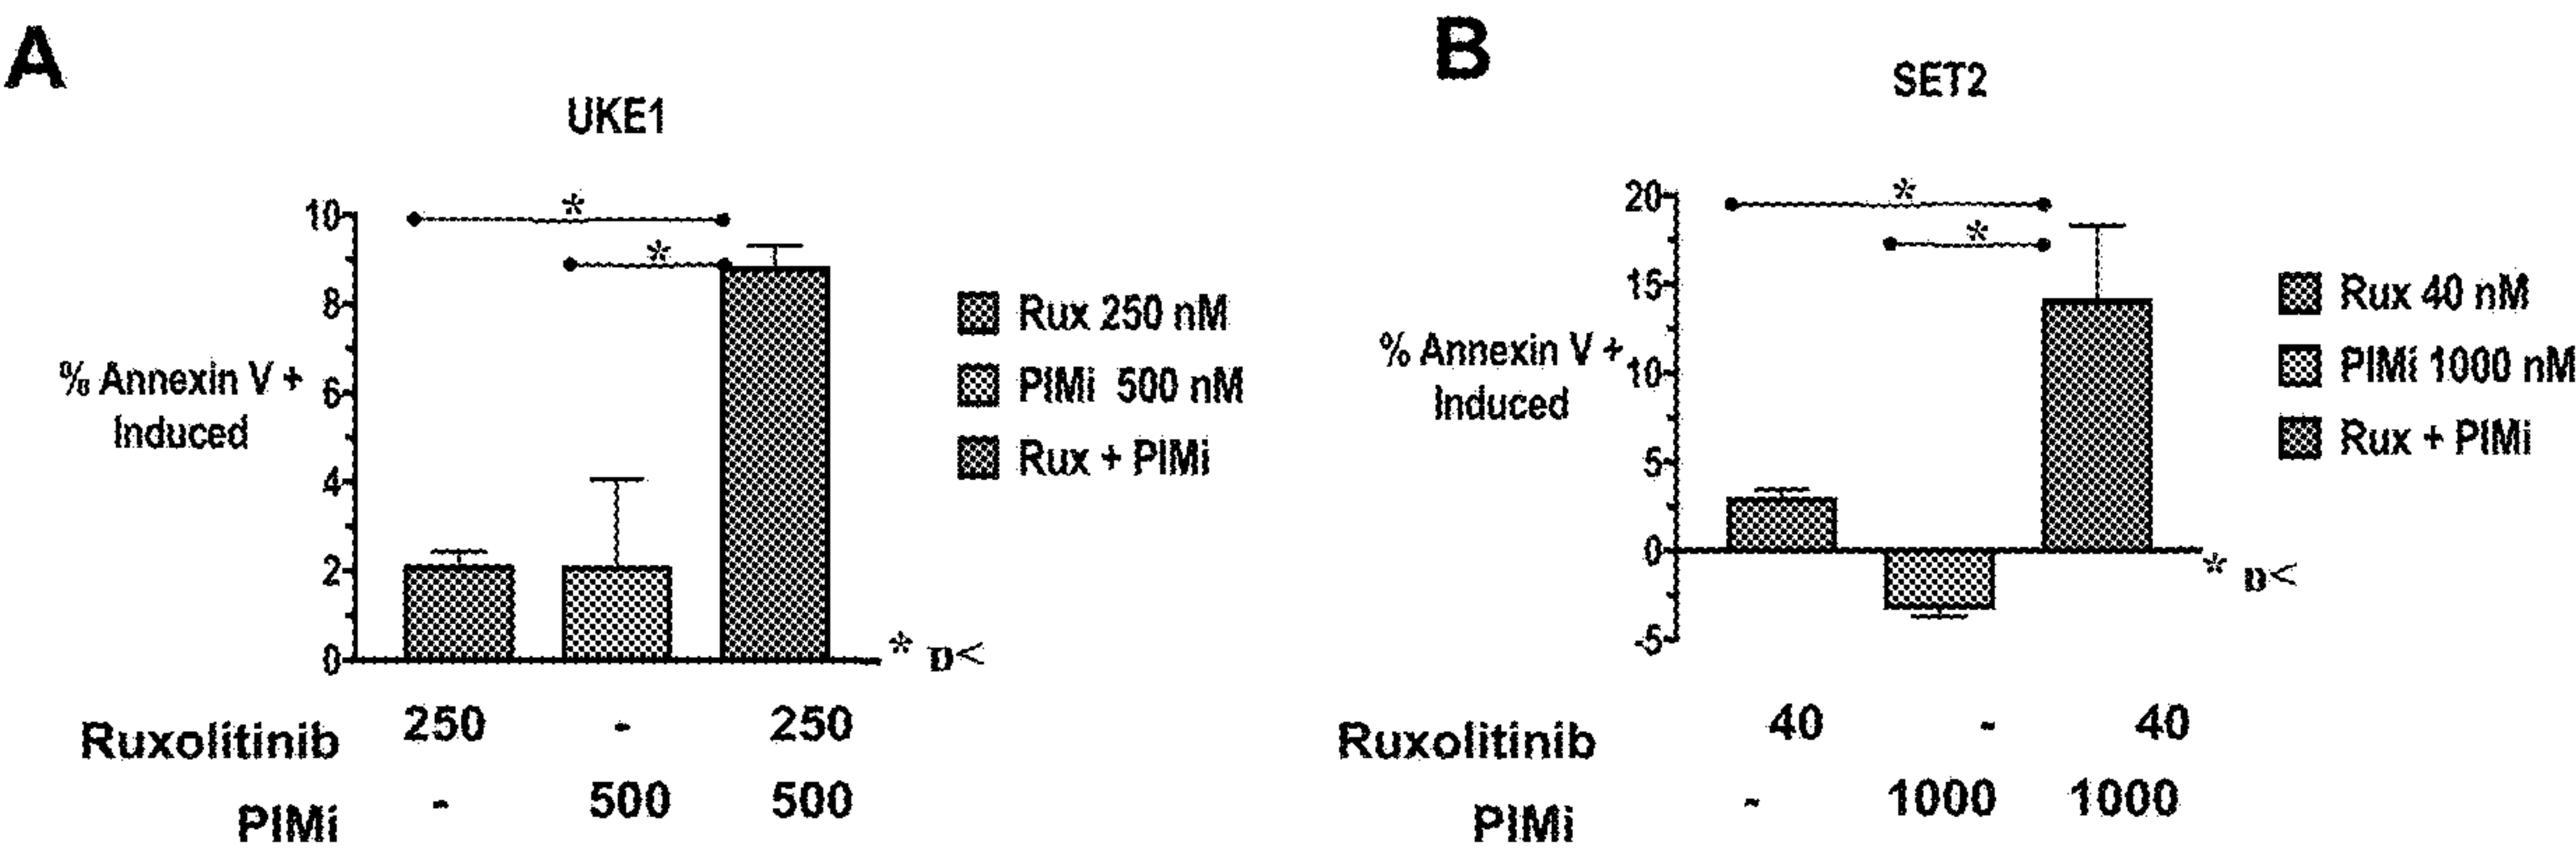 A
UKE1
10
8
6
4
2
0
% Annexin V +
Induced
*
*
Rux 250 nM
PIMi 500 nM
Rux + PIMi
* p<
Ruxolitinib 250 - 250
PIMi - 500 500
B
SET2
20
15
10
5
0
-5
% Annexin V +
Induced
*
*
Rux 40 nM
PIMi 1000 nM
Rux + PIMi
* p<
Ruxolitinib 40 - 40
PIMi - 1000 1000